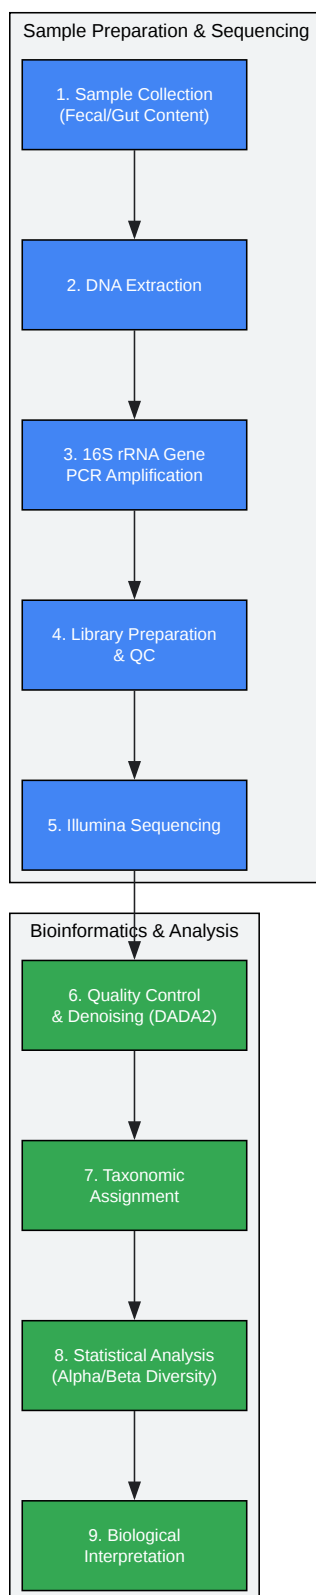 Sample Preparation & Sequencing
1. Sample Collection
(Fecal/Gut Content)
2. DNA Extraction
3. 16S rRNA Gene
PCR Amplification
4. Library Preparation
& QC
5. Illumina Sequencing
Bioinformatics & Analysis
6. Quality Control
& Denoising (DADA2)
7. Taxonomic
Assignment
8. Statistical Analysis
(Alpha/Beta Diversity)
9. Biological
Interpretation